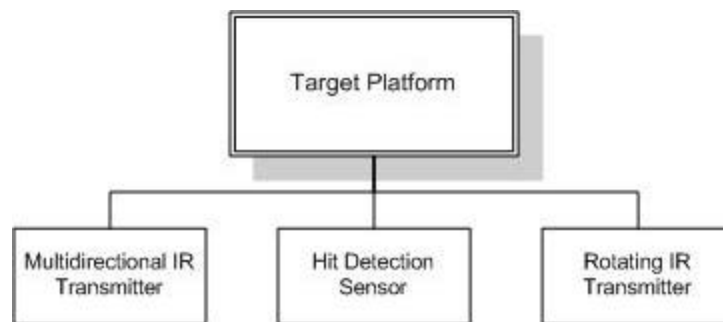 Target Platform
Multidirectional IR
Transmitter
Hit Detection
Sensor
Rotating IR
Transmitter